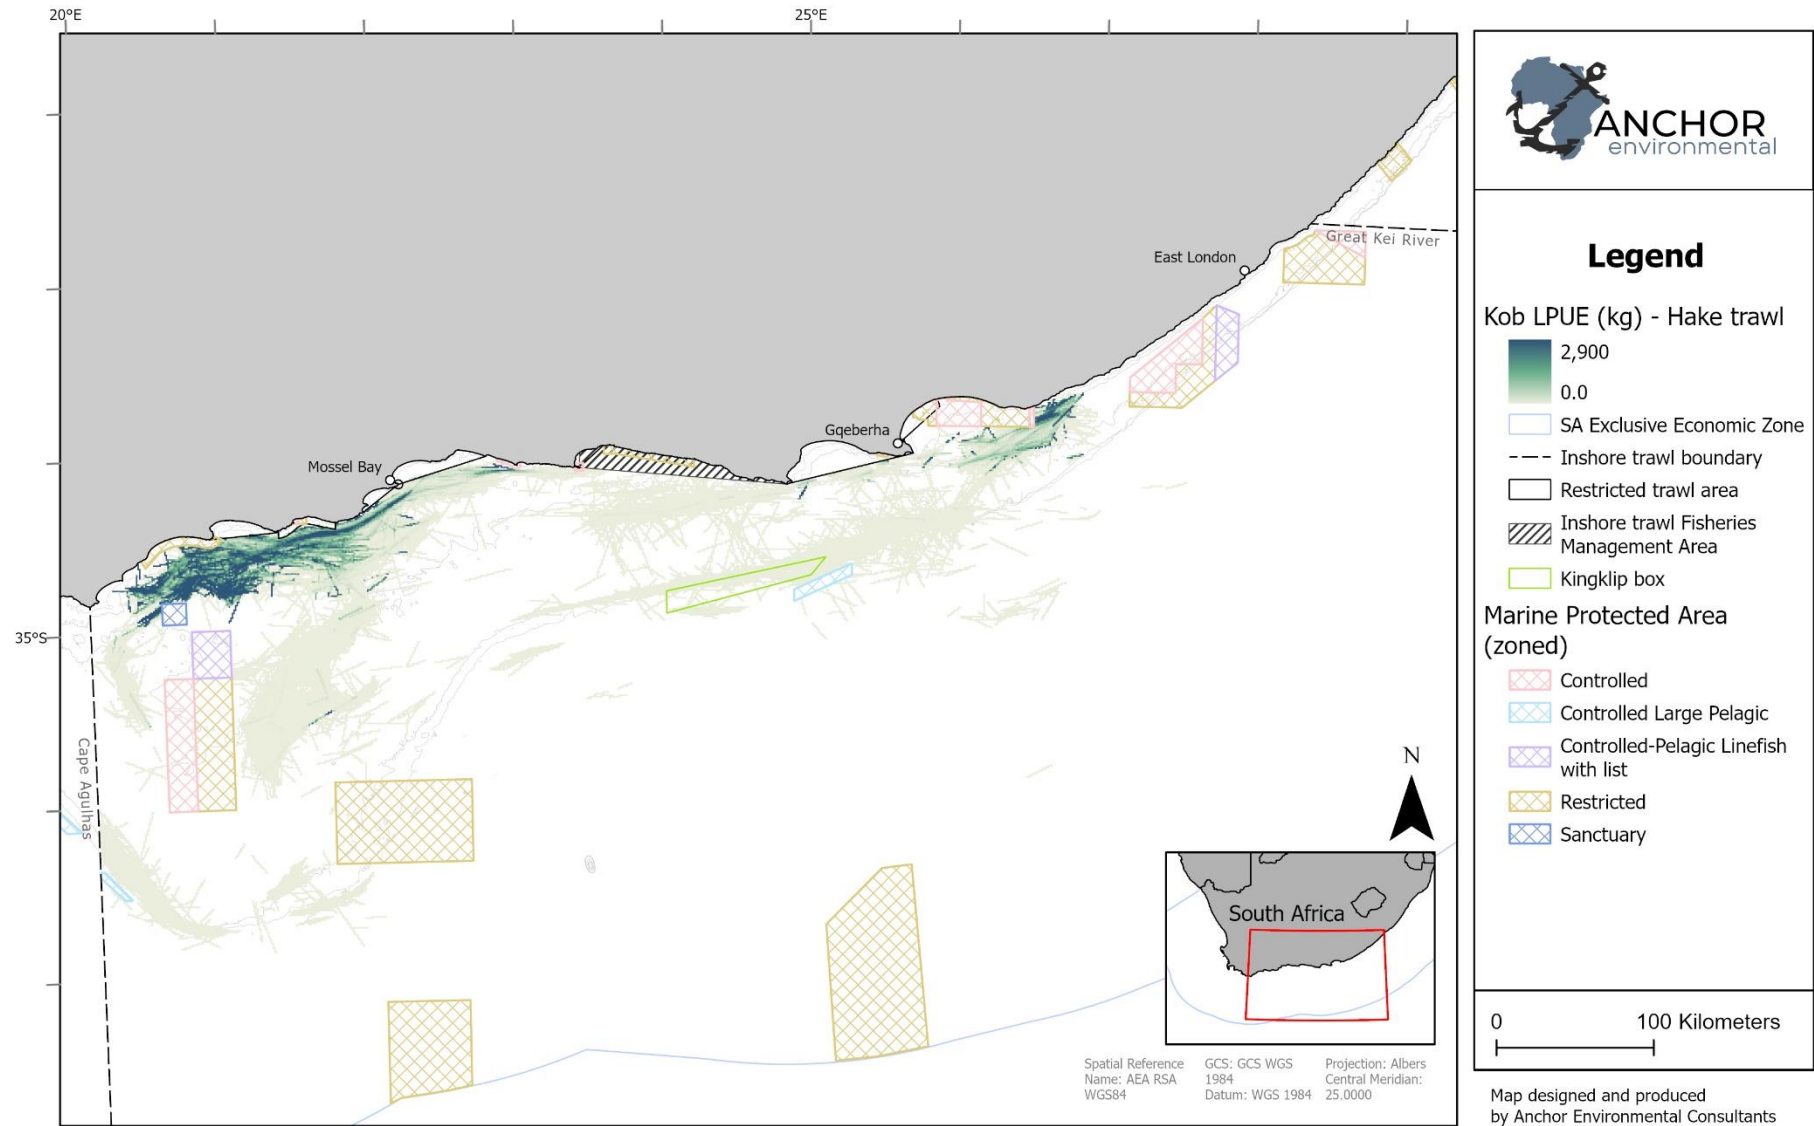 20°E
25°E
35°S
Great Kei River
East London
Gqeberha
Mossel Bay
Cape Agulhas
N
South Africa
Spatial Reference
Name: AEA RSA
WGS84
GCS: GCS WGS
1984
Datum: WGS 1984
Projection: Albers
Central Meridian:
25.0000
ANCHOR
environmental
Legend
Kob LPUE (kg) - Hake trawl
2,900
0.0
SA Exclusive Economic Zone
Inshore trawl boundary
Restricted trawl area
Inshore trawl Fisheries
Management Area
Kingklip box
Marine Protected Area
(zoned)
Controlled
Controlled Large Pelagic
Controlled-Pelagic Linefish
with list
Restricted
Sanctuary
0 100 Kilometers
Map designed and produced
by Anchor Environmental Consultants